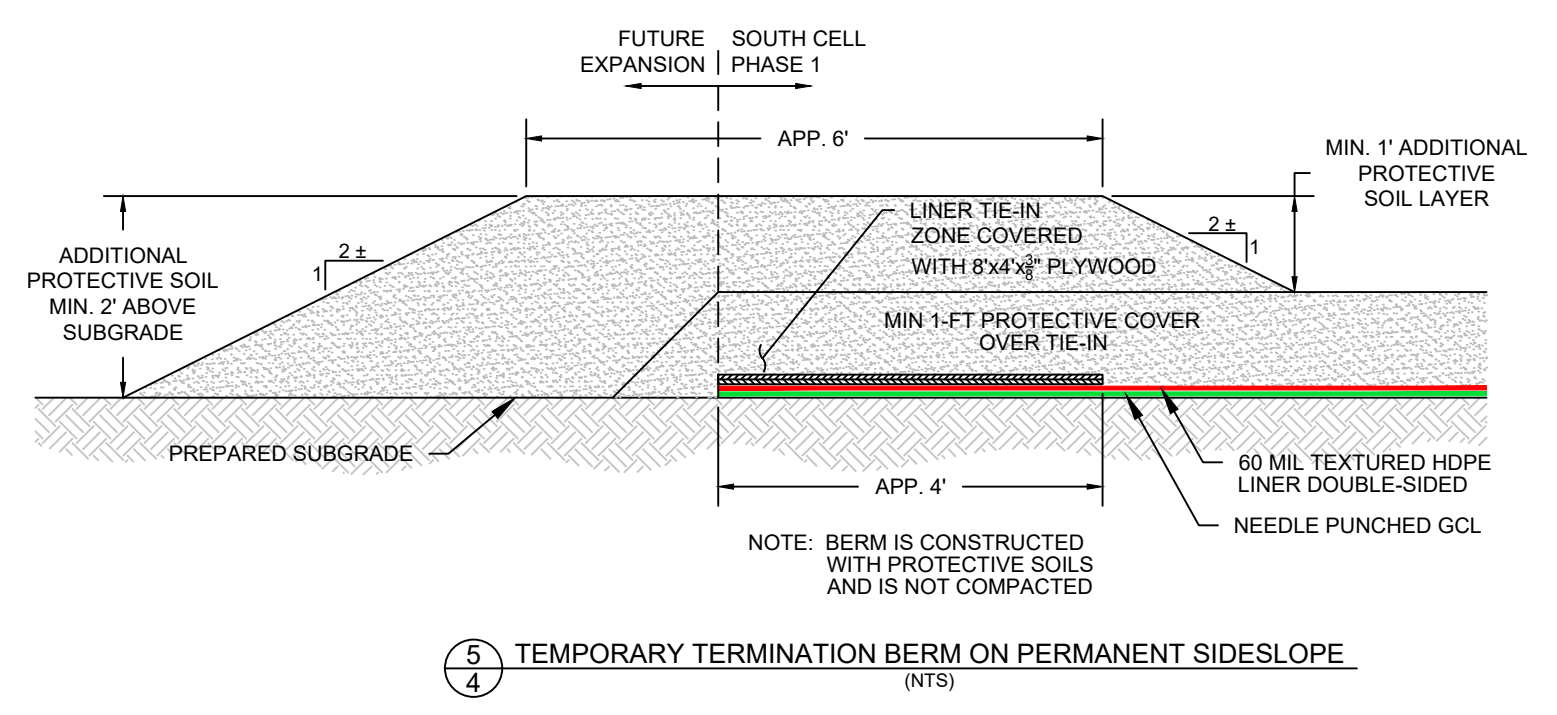 FUTURE
EXPANSION
SOUTH CELL
PHASE 1
APP. 6'
MIN. 1' ADDITIONAL
PROTECTIVE
SOIL LAYER
LINER TIE-IN
ZONE COVERED
WITH 8'x4'x3/8" PLYWOOD
2 ±
1
2 ±
1
ADDITIONAL
PROTECTIVE SOIL
MIN. 2' ABOVE
SUBGRADE
MIN 1-FT PROTECTIVE COVER
OVER TIE-IN
PREPARED SUBGRADE
60 MIL TEXTURED HDPE
LINER DOUBLE-SIDED
APP. 4'
NEEDLE PUNCHED GCL
NOTE: BERM IS CONSTRUCTED
WITH PROTECTIVE SOILS
AND IS NOT COMPACTED
5
4
TEMPORARY TERMINATION BERM ON PERMANENT SIDESLOPE
(NTS)